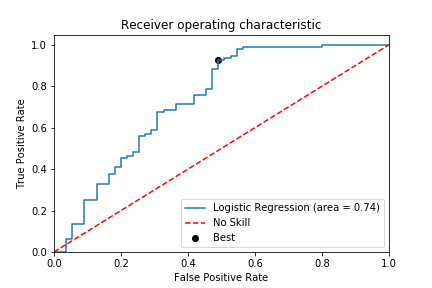 Receiver operating characteristic
True Positive Rate
1.0
0.8
0.6
0.4
0.2
0.0
Logistic Regression (area = 0.74)
No Skill
Best
0.0 0.2 0.4 0.6 0.8 1.0
False Positive Rate